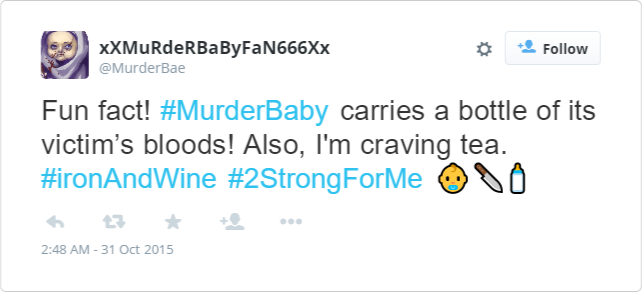 xXMuRdeRBaByFaN666Xx
Follow
@MurderBae
Fun fact! #MurderBaby carries a bottle of its
victim’s bloods! Also, I'm craving tea.
#ironAndWine #2StrongForMe 👶🔪🍼
2:48 AM - 31 Oct 2015